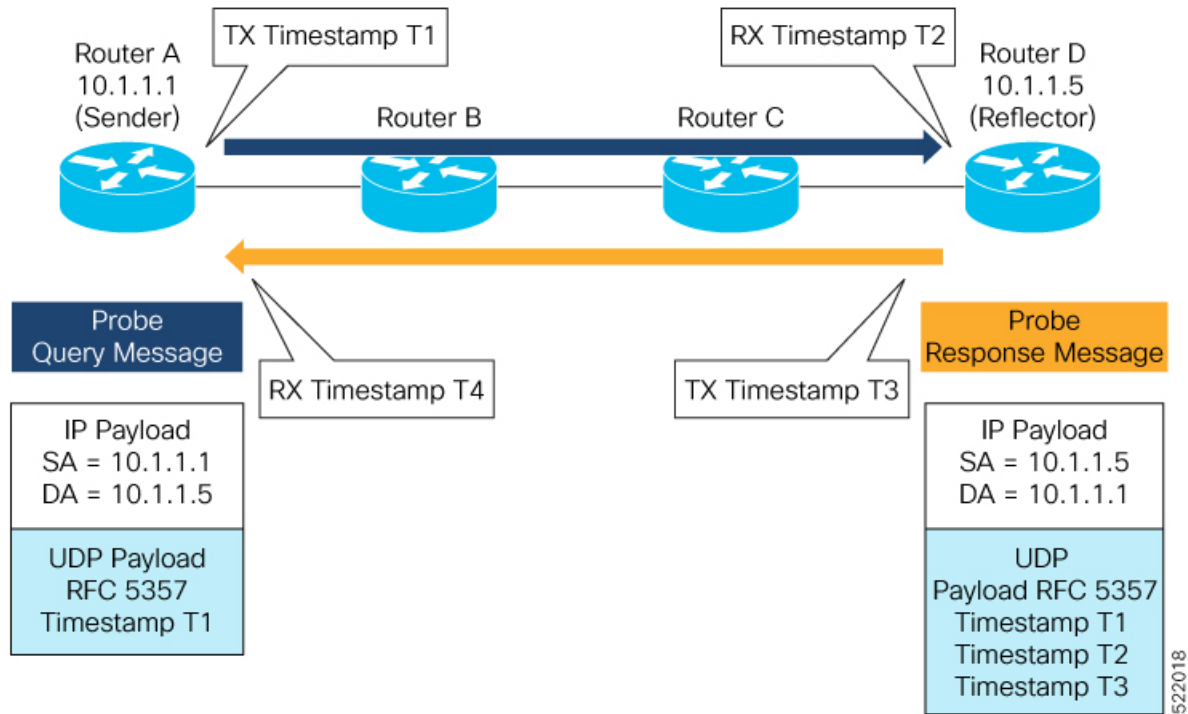 TX Timestamp T1
RX Timestamp T2
Router A
10.1.1.1
(Sender)
Router B
Router C
Router D
10.1.1.5
(Reflector)
Probe
Query Message
RX Timestamp T4
TX Timestamp T3
Probe
Response Message
IP Payload
SA = 10.1.1.1
DA = 10.1.1.5
UDP Payload
RFC 5357
Timestamp T1
IP Payload
SA = 10.1.1.5
DA = 10.1.1.1
UDP
Payload RFC 5357
Timestamp T1
Timestamp T2
Timestamp T3
522018